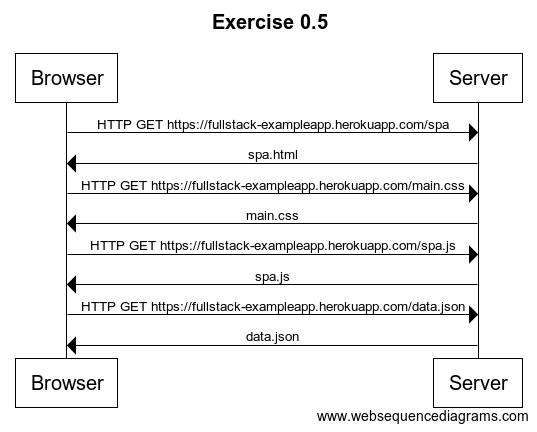 Exercise 0.5
Browser Server
HTTP GET https://fullstack-exampleapp.herokuapp.com/spa
spa.html
HTTP GET https://fullstack-exampleapp.herokuapp.com/main.css
main.css
HTTP GET https://fullstack-exampleapp.herokuapp.com/spa.js
spa.js
HTTP GET https://fullstack-exampleapp.herokuapp.com/data.json
data.json
Browser Server
www.websequencediagrams.com